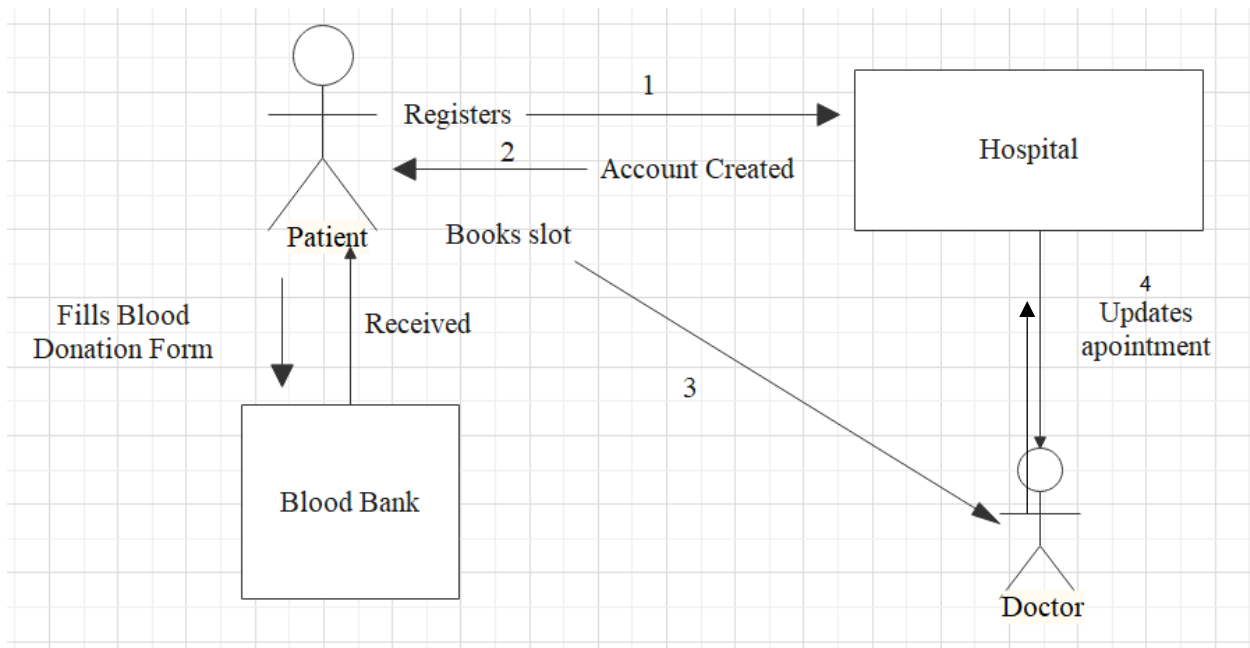 1
Registers
Hospital
2
Account Created
Patient
Books slot
4
Updates
apointment
Fills Blood
Donation Form
Received
3
Blood Bank
Doctor